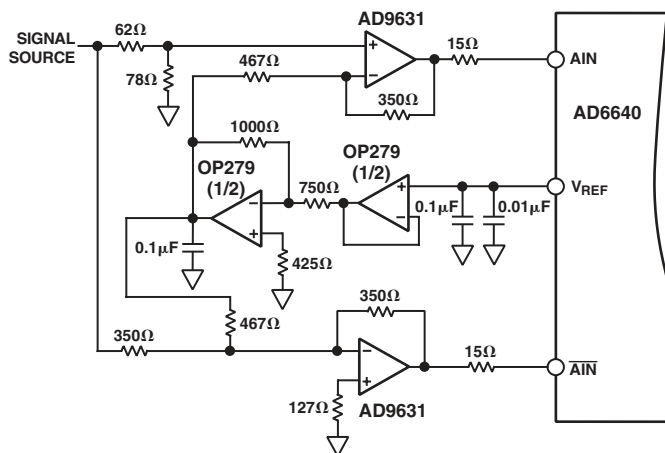 AD9631
SIGNAL
SOURCE
62Ω
78Ω
467Ω
15Ω
AIN
350Ω
AD6640
1000Ω
OP279
(1/2)
OP279
(1/2)
750Ω
VREF
0.1μF
0.01μF
0.1μF
425Ω
467Ω
350Ω
350Ω
15Ω
AIN
127Ω
AD9631